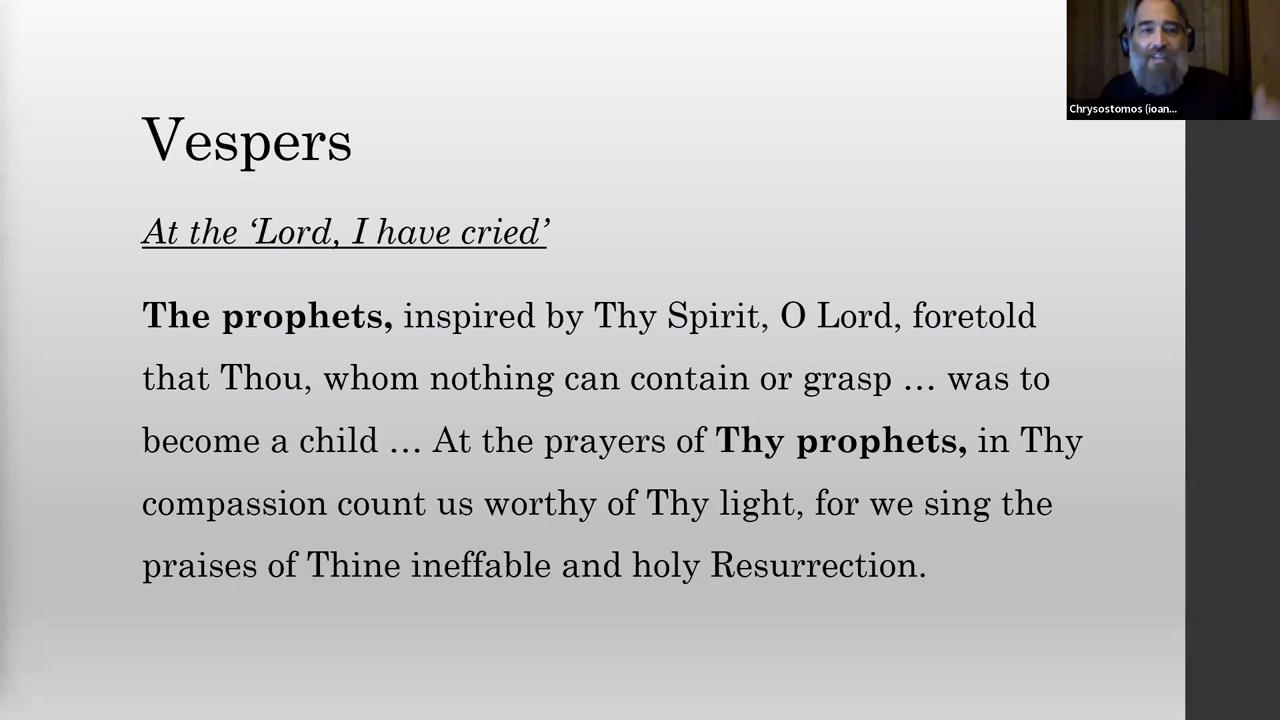 Chrysostomos (ioan...
Vespers
At the ‘Lord, I have cried’
The prophets, inspired by Thy Spirit, O Lord, foretold
that Thou, whom nothing can contain or grasp … was to
become a child … At the prayers of Thy prophets, in Thy
compassion count us worthy of Thy light, for we sing the
praises of Thine ineffable and holy Resurrection.